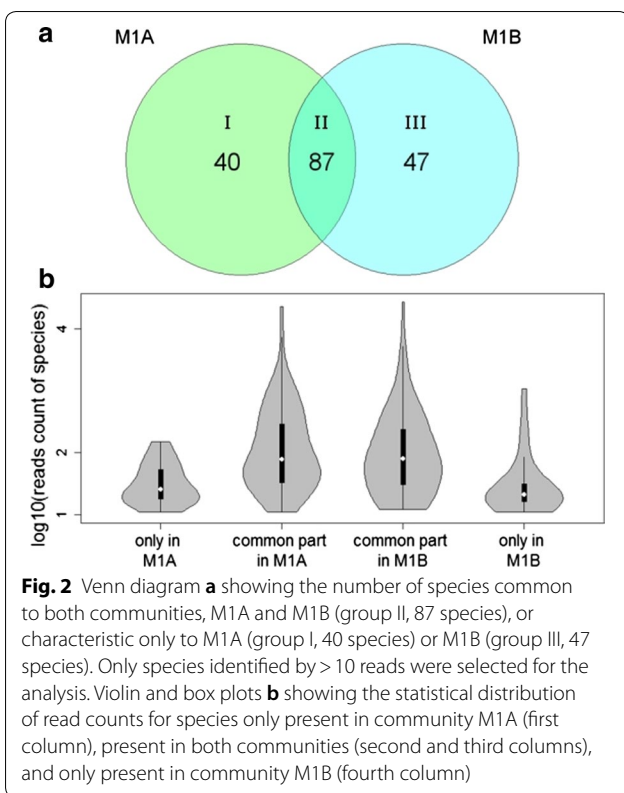 a
M1A M1B
I II III
40 87 47
b
log10(reads count of species)
4
2
1
only in common part common part only in
M1A in M1A in M1B M1B
Fig. 2 Venn diagram a showing the number of species common
to both communities, M1A and M1B (group II, 87 species), or
characteristic only to M1A (group I, 40 species) or M1B (group III, 47
species). Only species identified by > 10 reads were selected for the
analysis. Violin and box plots b showing the statistical distribution
of read counts for species only present in community M1A (first
column), present in both communities (second and third columns),
and only present in community M1B (fourth column)